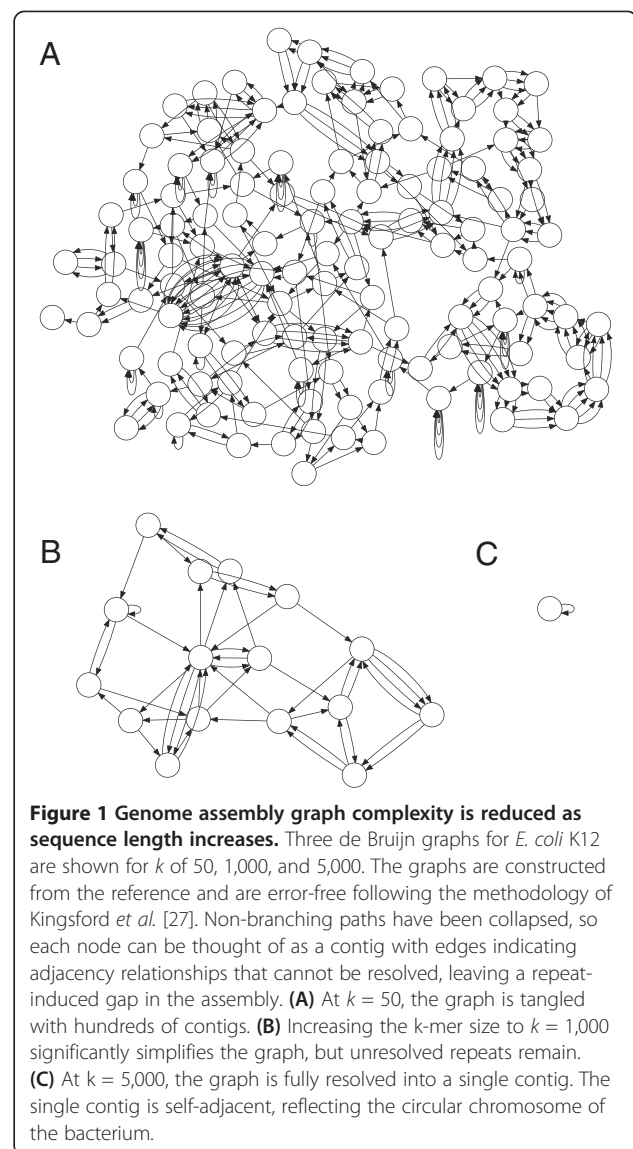 A
B
C
Figure 1 Genome assembly graph complexity is reduced as
sequence length increases. Three de Bruijn graphs for E. coli K12
are shown for k of 50, 1,000, and 5,000. The graphs are constructed
from the reference and are error-free following the methodology of
Kingsford et al. [27]. Non-branching paths have been collapsed, so
each node can be thought of as a contig with edges indicating
adjacency relationships that cannot be resolved, leaving a repeat-
induced gap in the assembly. (A) At k = 50, the graph is tangled
with hundreds of contigs. (B) Increasing the k-mer size to k = 1,000
significantly simplifies the graph, but unresolved repeats remain.
(C) At k = 5,000, the graph is fully resolved into a single contig. The
single contig is self-adjacent, reflecting the circular chromosome of
the bacterium.